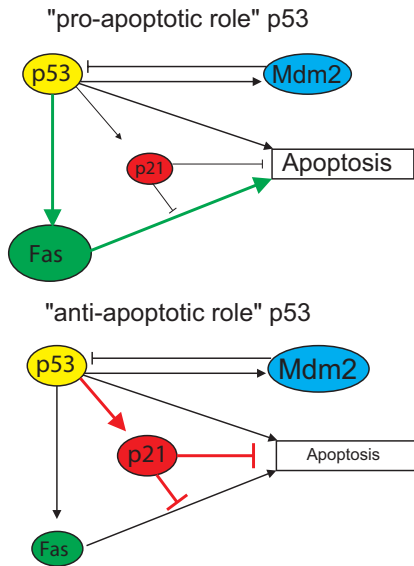 "pro-apoptotic role" p53
p53
Mdm2
p21
Apoptosis
Fas
"anti-apoptotic role" p53
p53
Mdm2
p21
Apoptosis
Fas